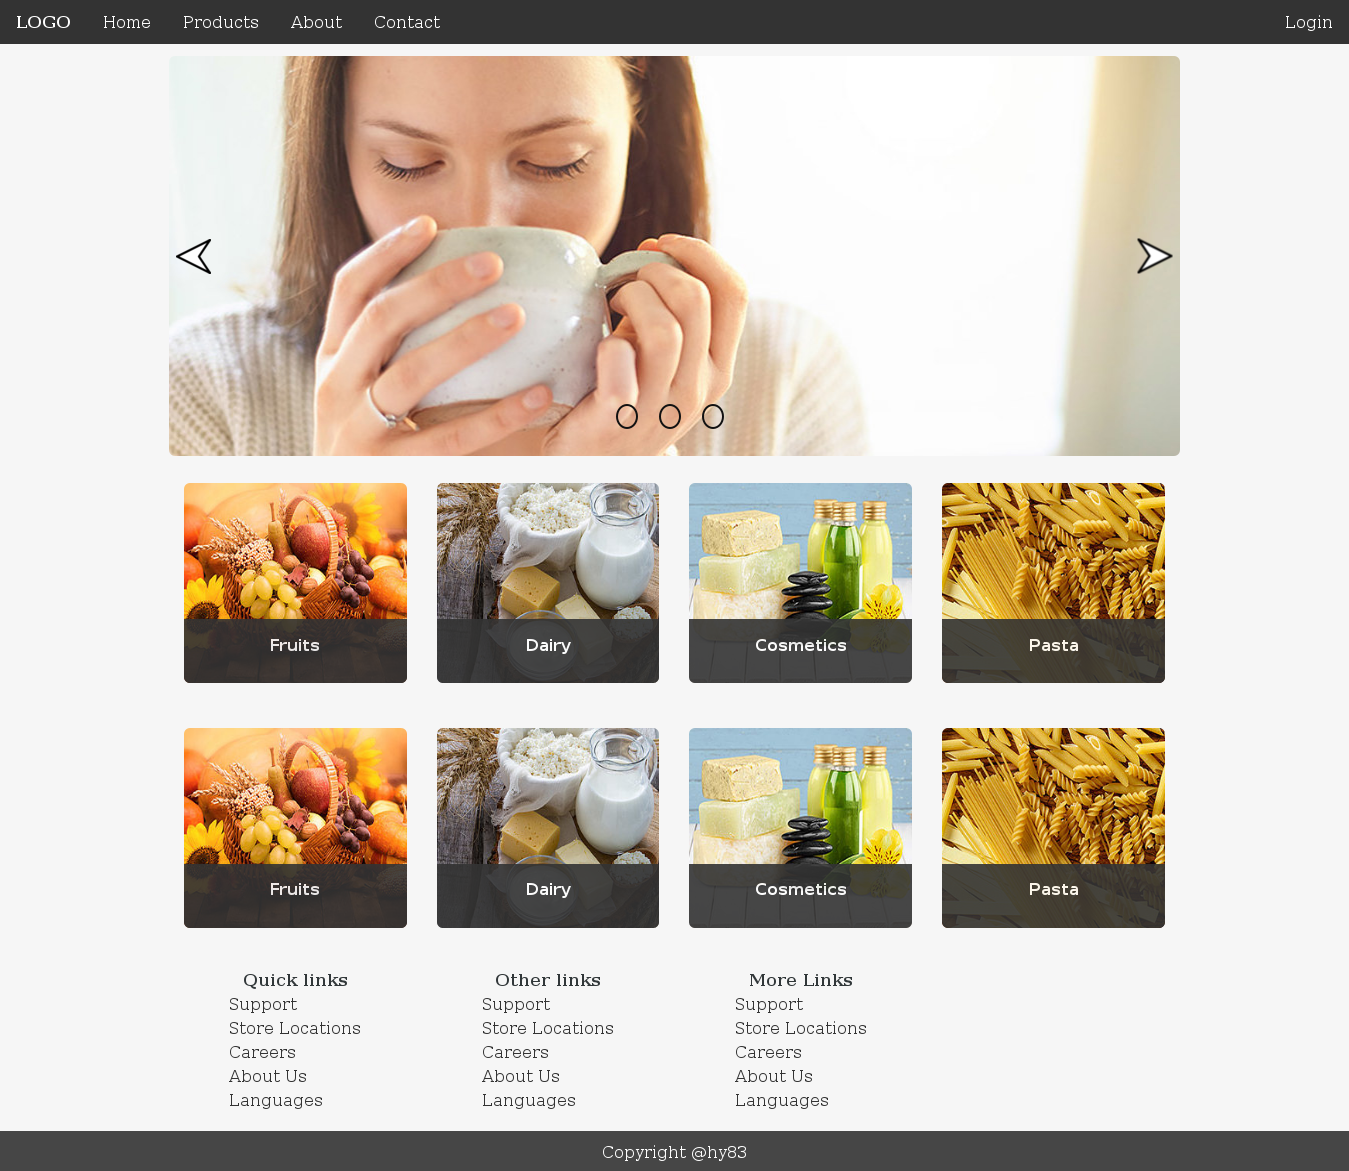 LOGO Home Products About Contact Login
Fruits Dairy Cosmetics Pasta
Fruits Dairy Cosmetics Pasta
Quick links
Support
Store Locations
Careers
About Us
Languages
Other links
Support
Store Locations
Careers
About Us
Languages
More Links
Support
Store Locations
Careers
About Us
Languages
Copyright @hy83